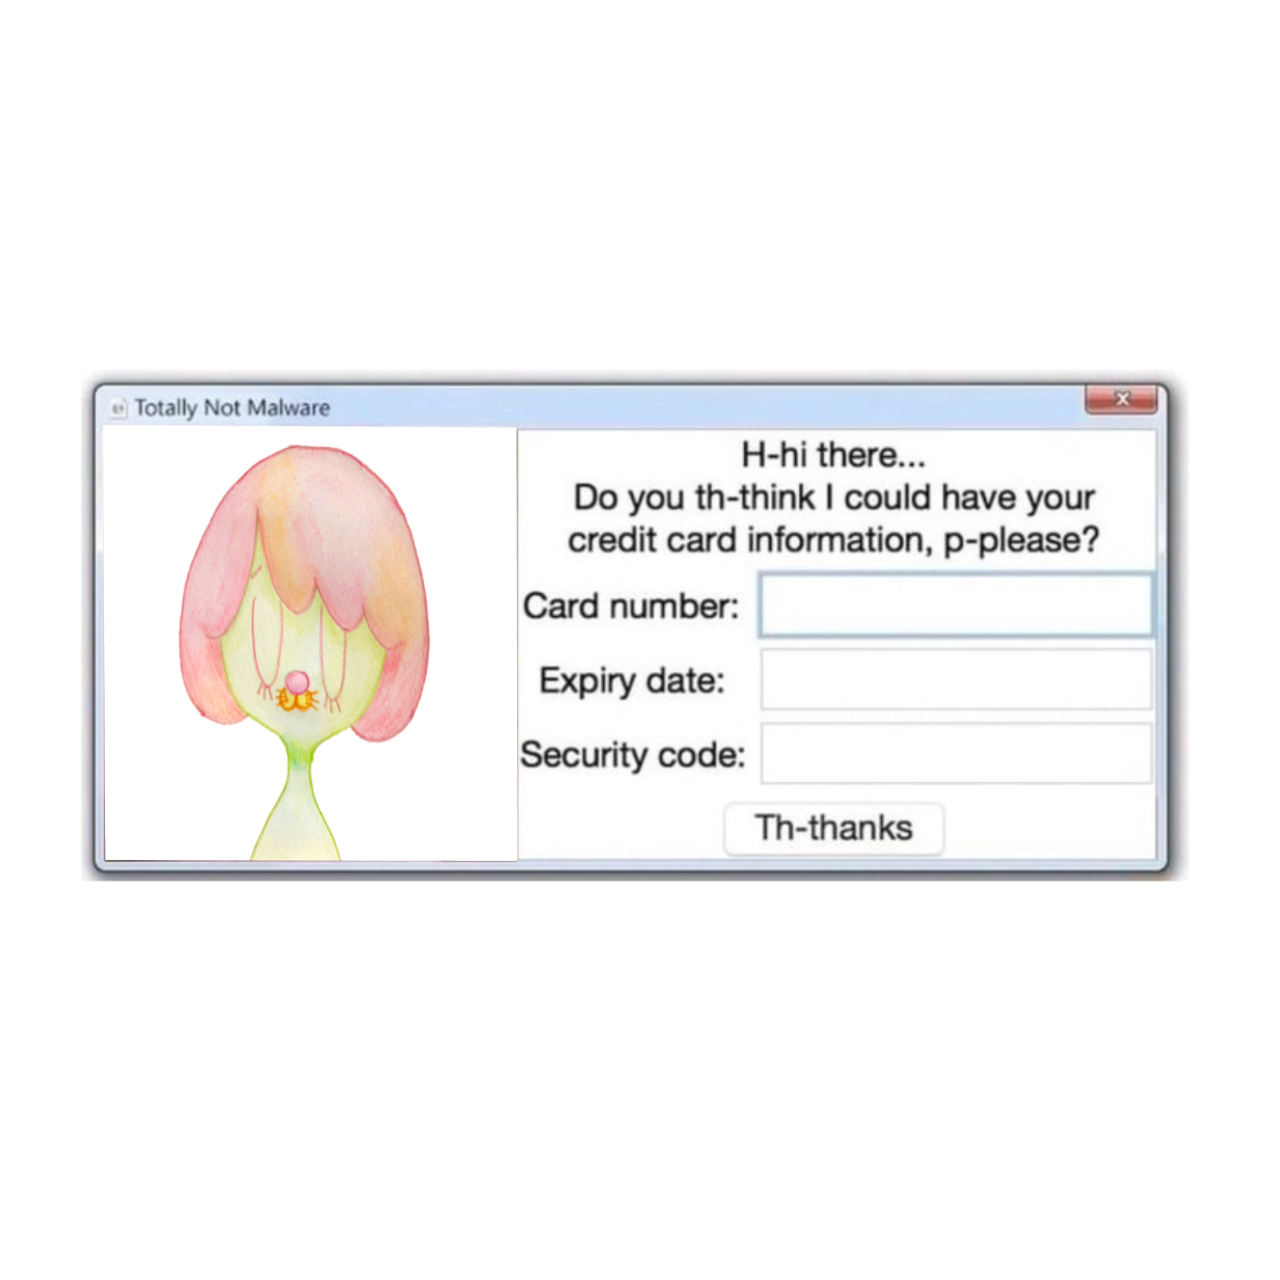 Totally Not Malware
x
H-hi there...
Do you th-think I could have your
credit card information, p-please?
Card number:
Expiry date:
Security code:
Th-thanks